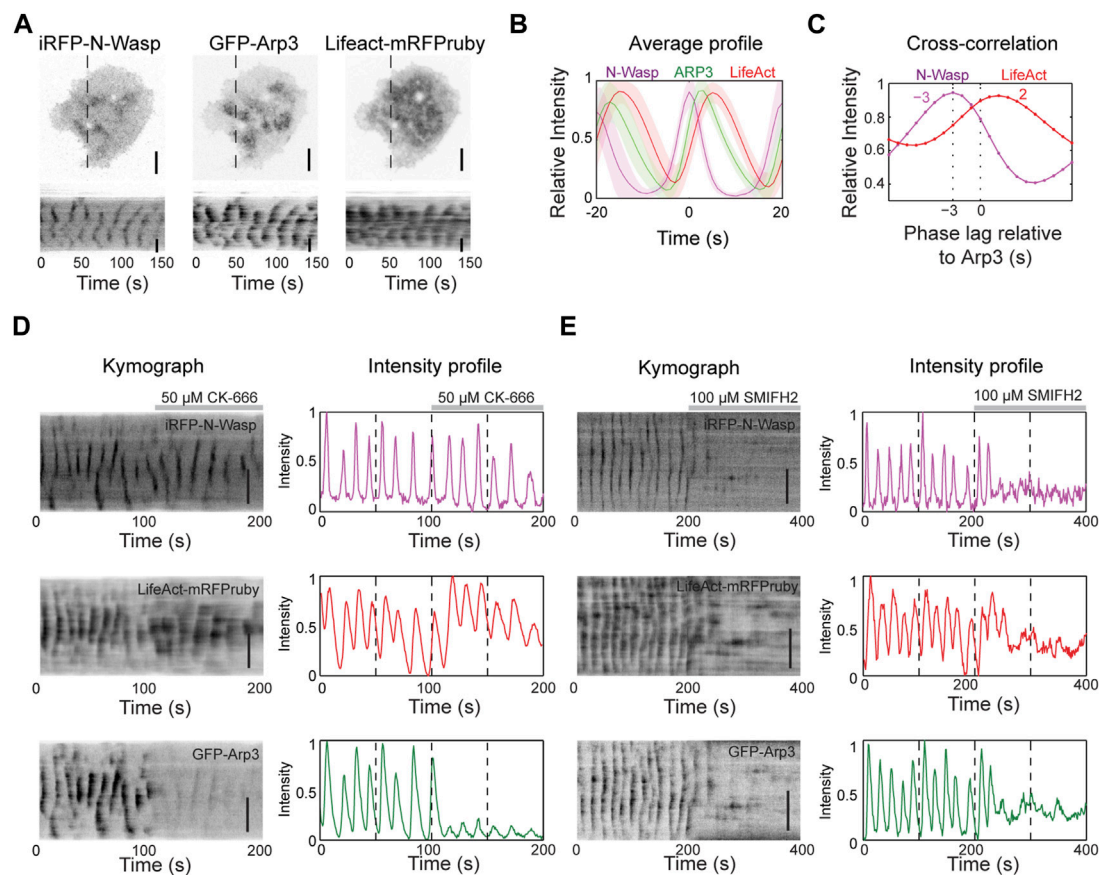 A
iRFP-N-Wasp GFP-Arp3 Lifeact-mRFPruby
0 50 100 150 0 50 100 150 0 50 100 150
Time (s) Time (s) Time (s)
B
Average profile
N-Wasp ARP3 LifeAct
Relative Intensity
1
0.5
0
-20 0 20
Time (s)
C
Cross-correlation
N-Wasp LifeAct
−3 2
Relative Intensity
1
0.8
0.6
0.4
−3 0
Phase lag relative
to Arp3 (s)
D
Kymograph Intensity profile
50 µM CK-666 50 µM CK-666
iRFP-N-Wasp
Intensity
1
0.5
0
0 100 200 0 100 200
Time (s) Time (s)
LifeAct-mRFPruby
Intensity
1
0.5
0
0 100 200 0 100 200
Time (s) Time (s)
GFP-Arp3
Intensity
1
0.5
0
0 100 200 0 100 200
Time (s) Time (s)
E
Kymograph Intensity profile
100 µM SMIFH2 100 µM SMIFH2
iRFP-N-Wasp
Intensity
1
0.5
0
0 200 400 0 200 400
Time (s) Time (s)
LifeAct-mRFPruby
Intensity
1
0.5
0
0 200 400 0 200 400
Time (s) Time (s)
GFP-Arp3
Intensity
1
0.5
0
0 200 400 0 200 400
Time (s) Time (s)